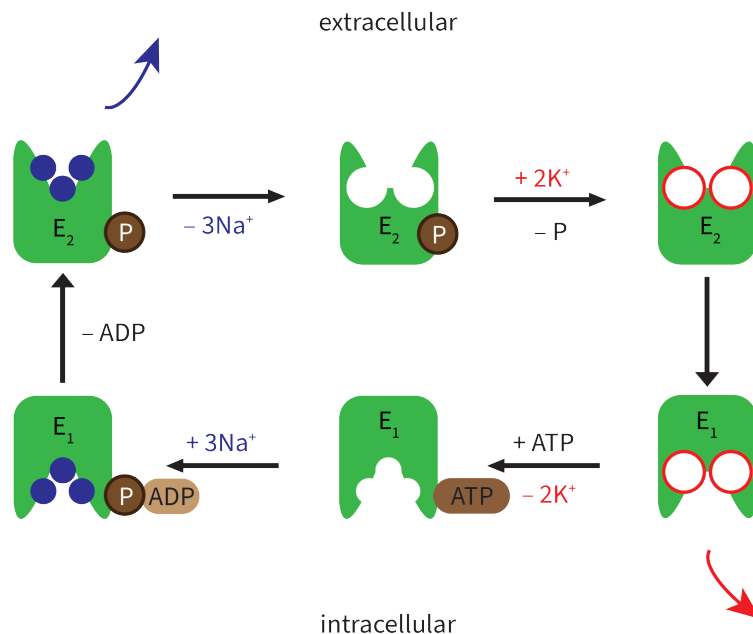 extracellular
E₂
P
– 3Na⁺
E₂
P
+ 2K⁺
– P
E₂
– ADP
E₁
P
ADP
+ 3Na⁺
E₁
ATP
+ ATP
– 2K⁺
E₁
intracellular